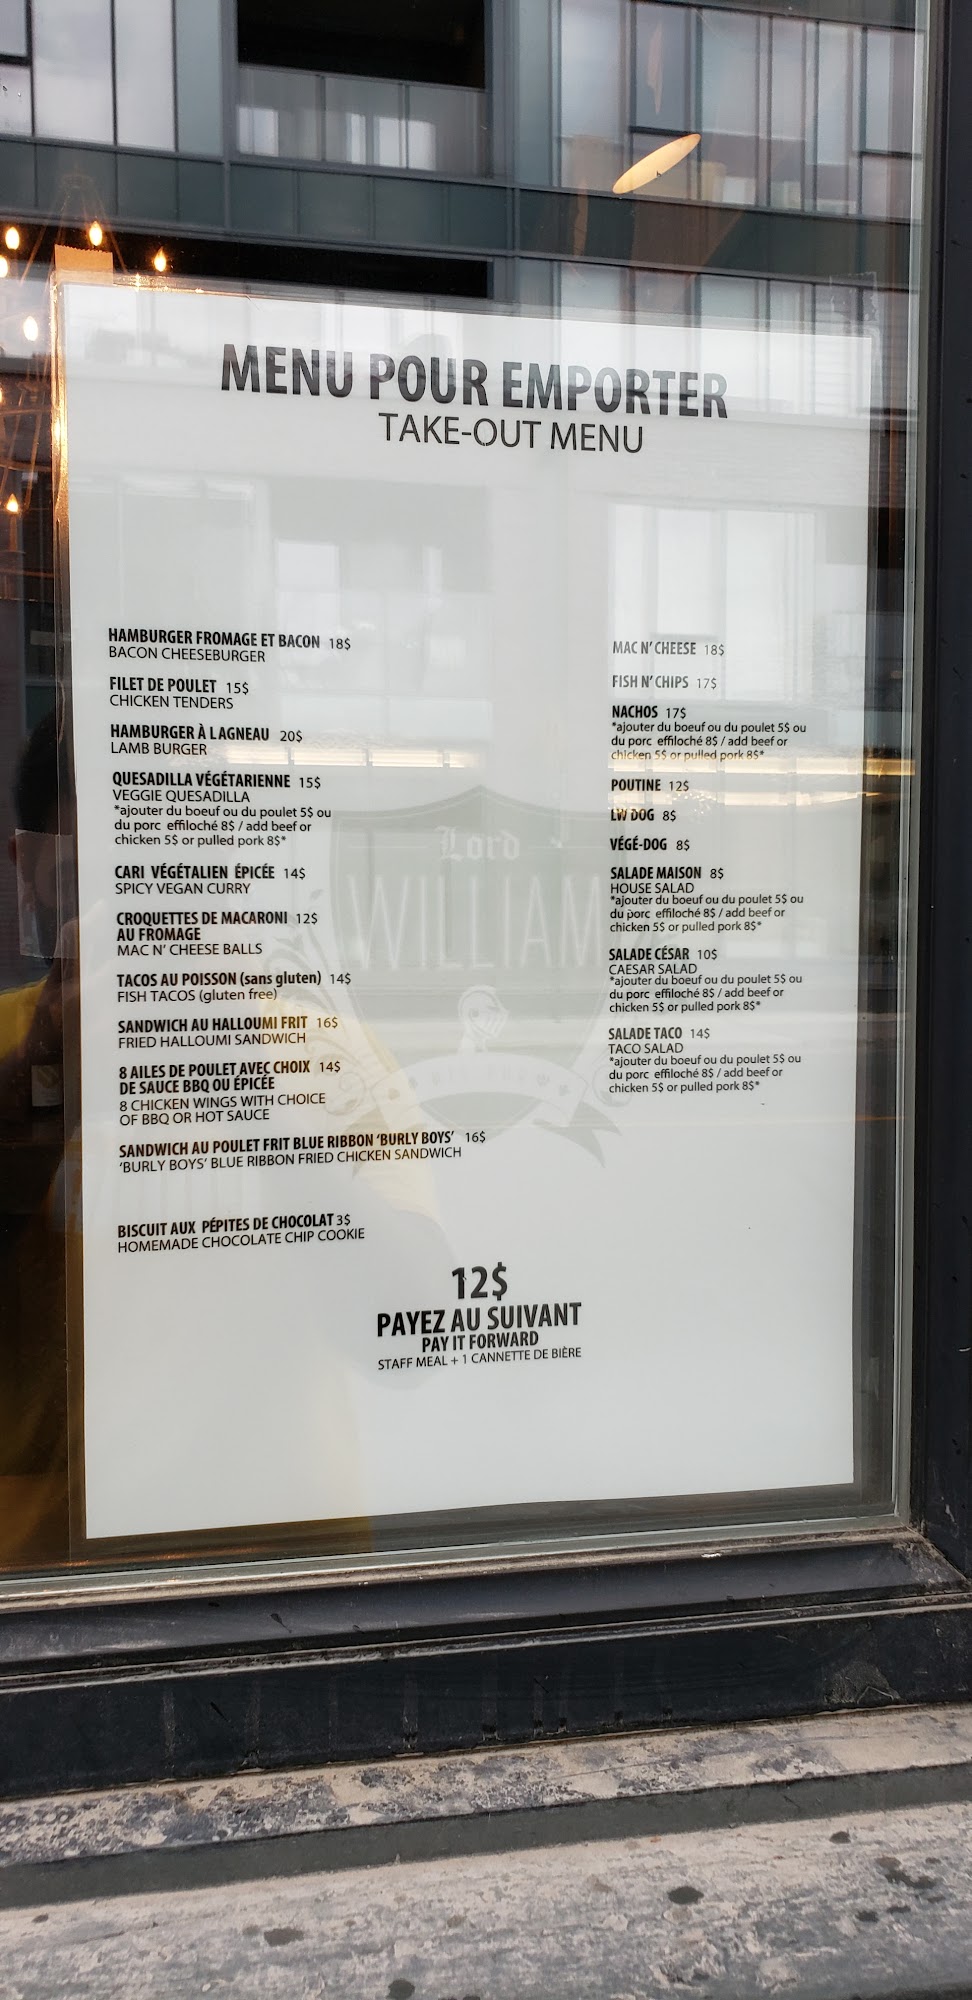 MENU POUR EMPORTER
TAKE-OUT MENU
HAMBURGER FROMAGE ET BACON 18$
BACON CHEESEBURGER
FILET DE POULET 15$
CHICKEN TENDERS
HAMBURGER À LAGNEAU 20$
LAMB BURGER
QUESADILLA VÉGÉTARIENNE 15$
VEGGIE QUESADILLA
*ajouter du boeuf ou du poulet 5$ ou
du porc effiloché 8$ / add beef or
chicken 5$ or pulled pork 8$*
CARI VÉGÉTALIEN ÉPICÉE 14$
SPICY VEGAN CURRY
CROQUETTES DE MACARONI 12$
AU FROMAGE
MAC N' CHEESE BALLS
TACOS AU POISSON (sans gluten) 14$
FISH TACOS (gluten free)
SANDWICH AU HALLOUMI FRIT 16$
FRIED HALLOUMI SANDWICH
8 AILES DE POULET AVEC CHOIX 14$
DE SAUCE BBQ OU ÉPICÉE
8 CHICKEN WINGS WITH CHOICE
OF BBQ OR HOT SAUCE
SANDWICH AU POULET FRIT BLUE RIBBON 'BURLY BOYS' 16$
'BURLY BOYS' BLUE RIBBON FRIED CHICKEN SANDWICH
BISCUIT AUX PÉPITES DE CHOCOLAT 3$
HOMEMADE CHOCOLATE CHIP COOKIE
MAC N' CHEESE 18$
FISH N' CHIPS 17$
NACHOS 17$
*ajouter du boeuf ou du poulet 5$ ou
du porc effiloché 8$ / add beef or
chicken 5$ or pulled pork 8$*
POUTINE 12$
LW DOG 8$
VÉGÉ-DOG 8$
SALADE MAISON 8$
HOUSE SALAD
*ajouter du boeuf ou du poulet 5$ ou
du porc effiloché 8$ / add beef or
chicken 5$ or pulled pork 8$*
SALADE CÉSAR 10$
CAESAR SALAD
*ajouter du boeuf ou du poulet 5$ ou
du porc effiloché 8$ / add beef or
chicken 5$ or pulled pork 8$*
SALADE TACO 14$
TACO SALAD
*ajouter du boeuf ou du poulet 5$ ou
du porc effiloché 8$ / add beef or
chicken 5$ or pulled pork 8$*
Lord
WILLIAM
12$
PAYEZ AU SUIVANT
PAY IT FORWARD
STAFF MEAL + 1 CANNETTE DE BIÈRE